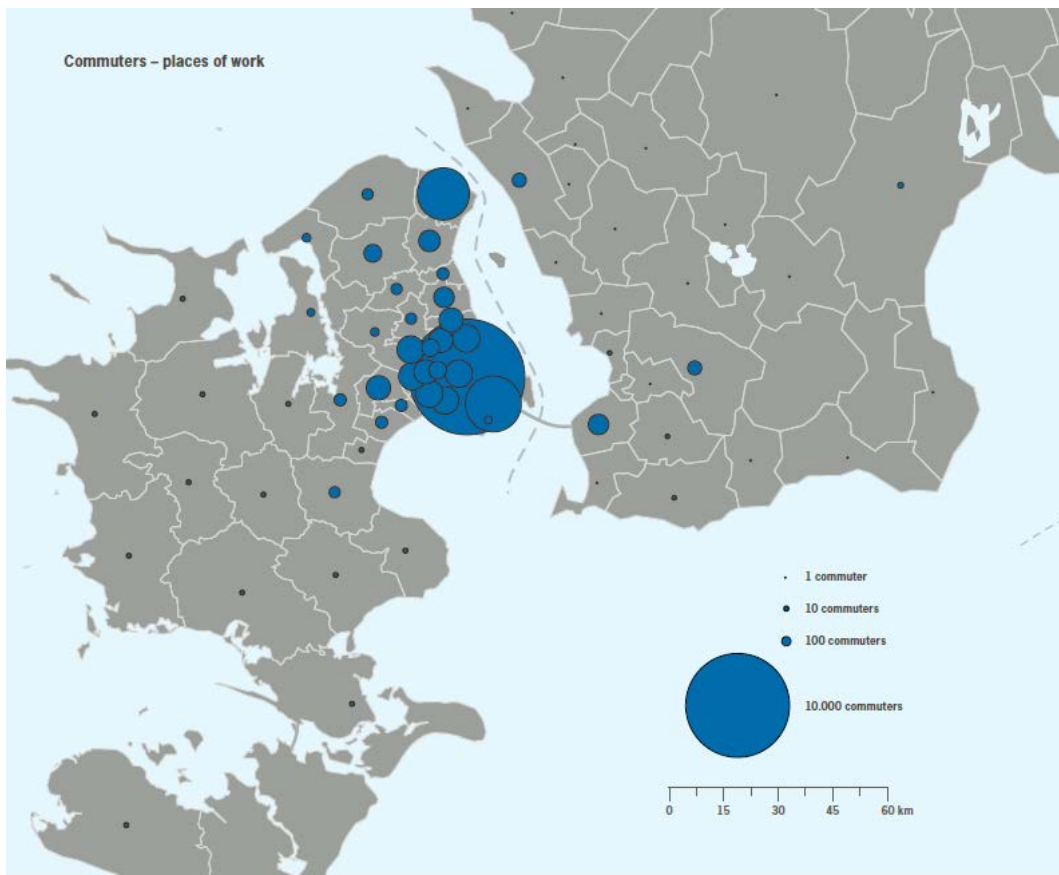 Commuters – places of work
1 commuter
10 commuters
100 commuters
10.000 commuters
0 15 30 45 60 km